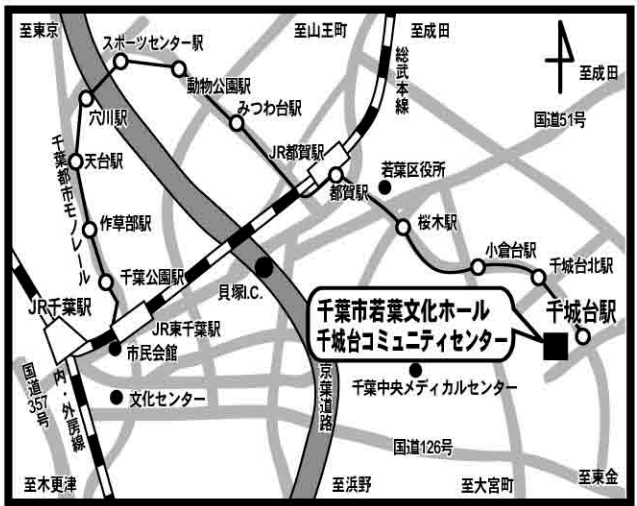 至東京
スポーツセンター駅
至山王町
至成田
総武本線
至成田
動物公園駅
国道51号
穴川駅
みつわ台駅
千葉都市モノレール
天台駅
JR都賀駅
若葉区役所
都賀駅
作草部駅
桜木駅
小倉台駅
千葉公園駅
千城台北駅
貝塚I.C.
JR千葉駅
千葉市若葉文化ホール
千城台コミュニティセンター
千城台駅
JR東千葉駅
市民会館
国道357号
内・外房線
文化センター
京葉道路
千葉中央メディカルセンター
国道126号
至木更津
至浜野
至大宮町
至東金